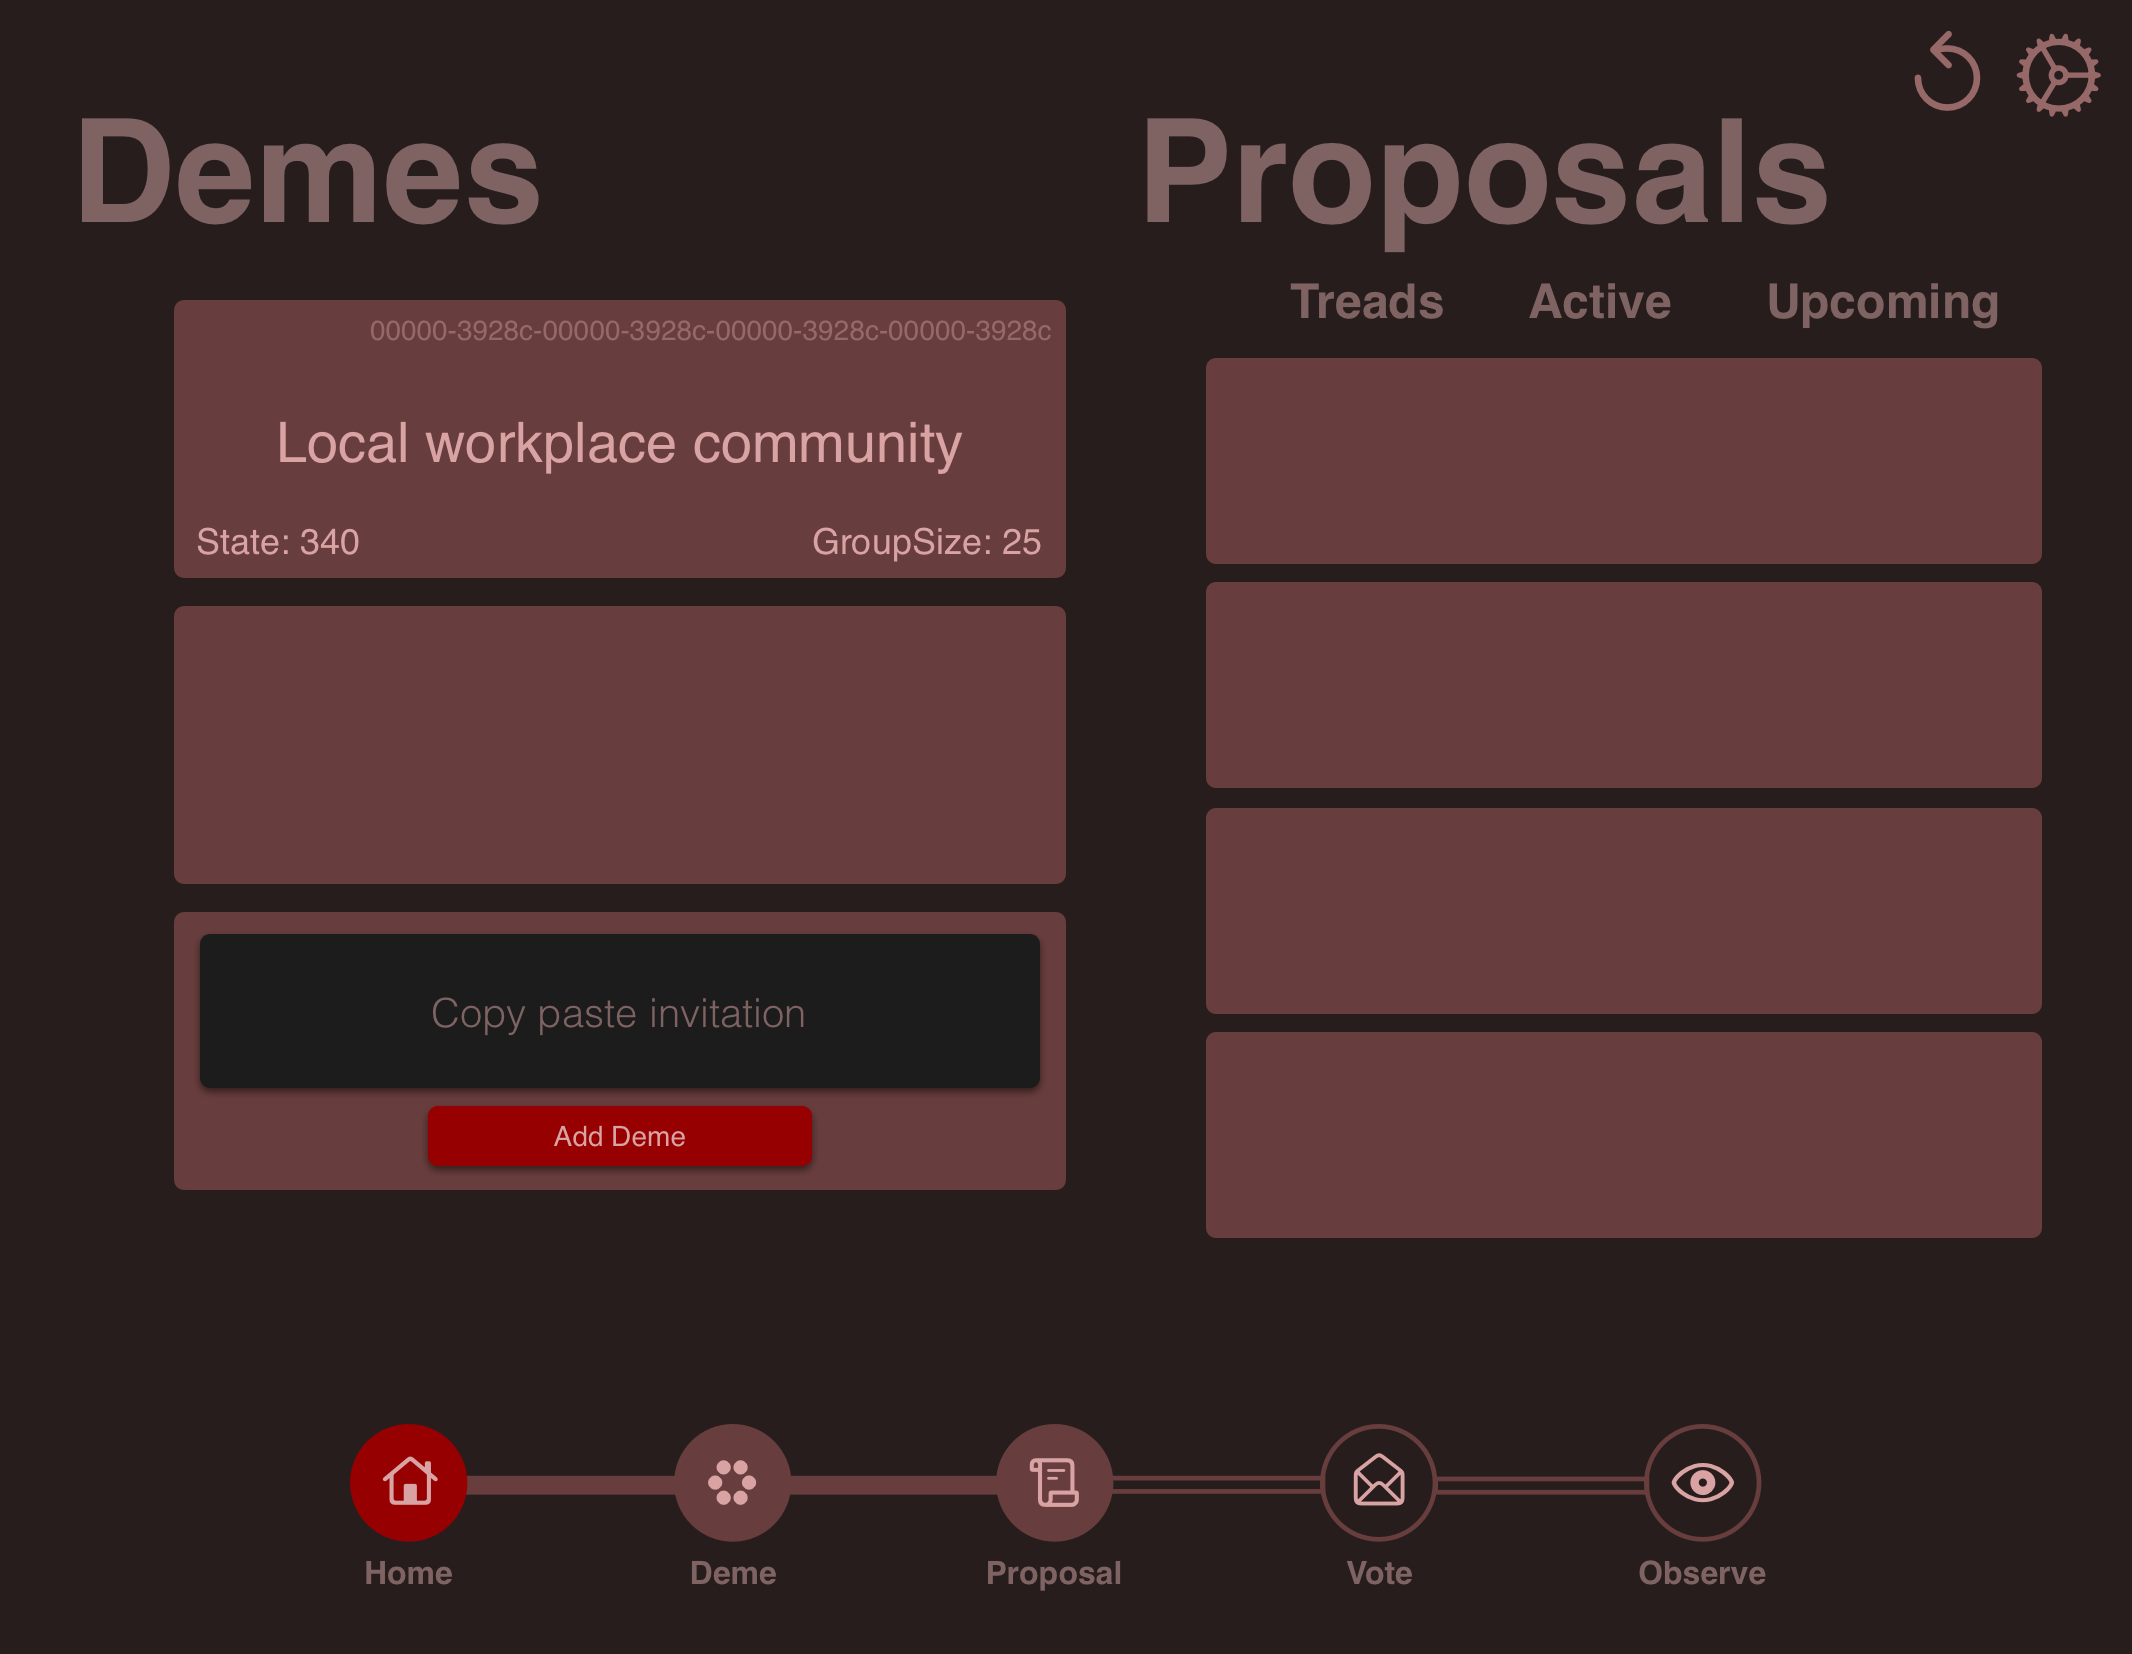 Demes
00000-3928c-00000-3928c-00000-3928c-00000-3928c
Local workplace community
State: 340
GroupSize: 25
Copy paste invitation
Add Deme
Proposals
Treads
Active
Upcoming
Home
Deme
Proposal
Vote
Observe